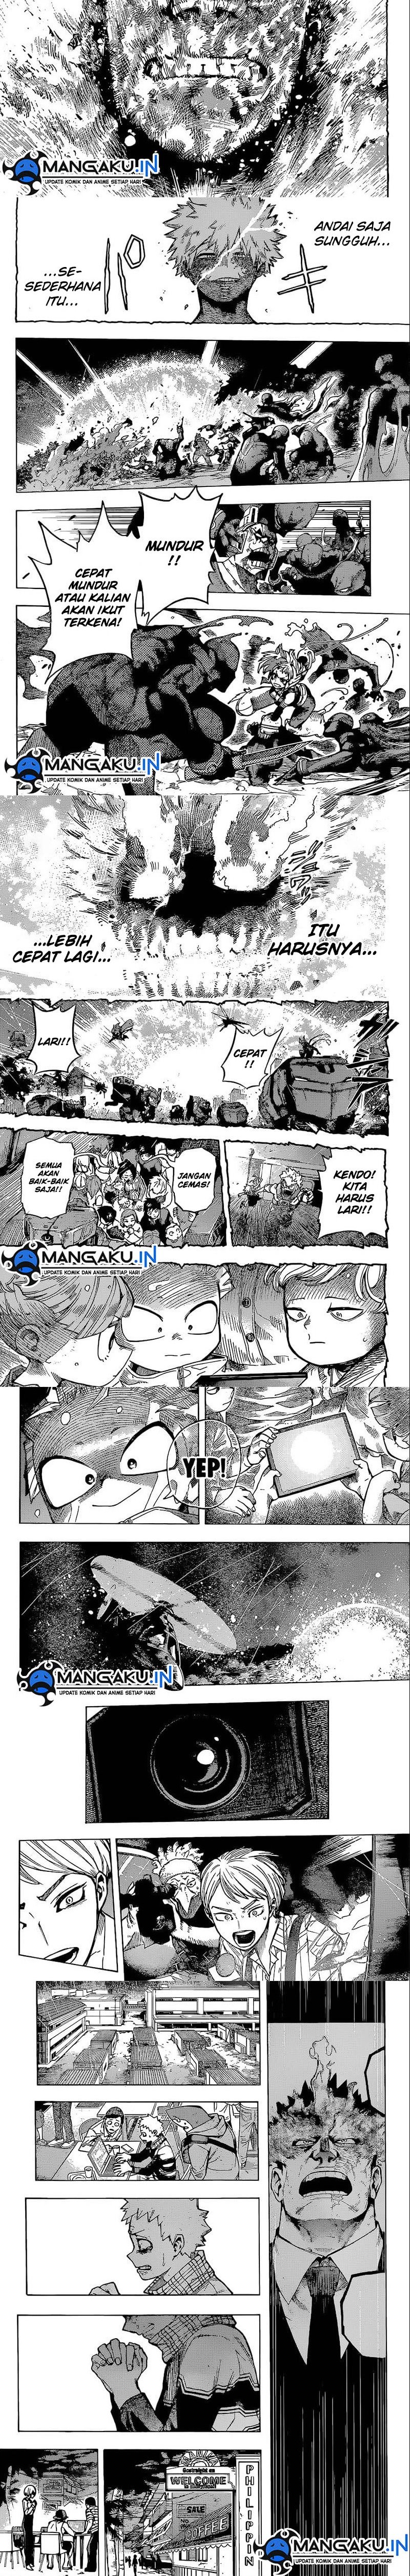 MANGAKU.IN
UPDATE KOMIK DAN ANIME SETIAP HARI
ANDAI SAJA
SUNGGUH...
...SE-
SEDERHANA
ITU...
MUNDUR
!!
CEPAT
MUNDUR
ATAU KALIAN
AKAN IKUT
TERKENA!
MANGAKU.IN
UPDATE KOMIK DAN ANIME SETIAP HARI
ITU
HARUSNYA...
...LEBIH
CEPAT LAGI...
CEPAT
!!
LARI!!
KENDO!
KITA
HARUS
LARI!!
JANGAN
CEMAS!
SEMUA
AKAN
BAIK-BAIK
SAJA!!
MANGAKU.IN
UPDATE KOMIK DAN ANIME SETIAP HARI
YEP!
MANGAKU.IN
UPDATE KOMIK DAN ANIME SETIAP HARI
WELCOME
SALE
COFFEE
PHILIPPIN
MANGAKU.IN
UPDATE KOMIK DAN ANIME SETIAP HARI